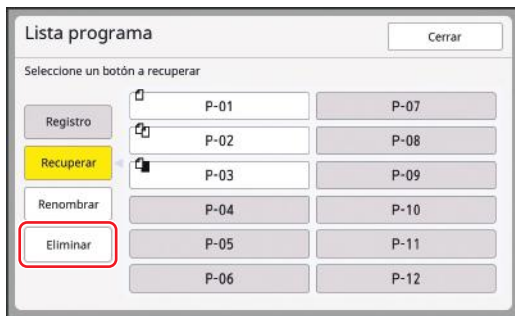 Lista programa
Cerrar
Seleccione un botón a recuperar
Registro
Recuperar
Renombrar
Eliminar
P-01
P-02
P-03
P-04
P-05
P-06
P-07
P-08
P-09
P-10
P-11
P-12